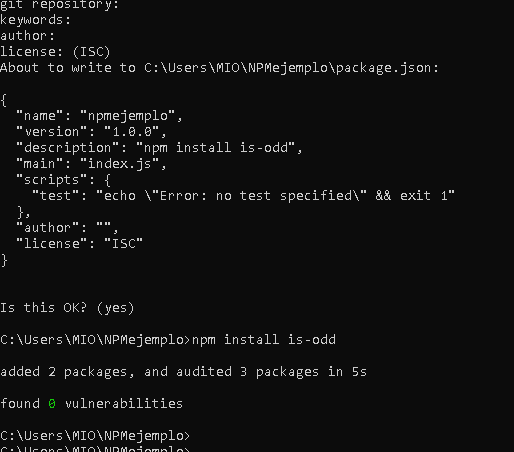 git repository:
keywords:
author:
license: (ISC)
About to write to C:\Users\MIO\NPMejemplo\package.json:
{
  "name": "npmejemplo",
  "version": "1.0.0",
  "description": "npm install is-odd",
  "main": "index.js",
  "scripts": {
    "test": "echo \"Error: no test specified\" && exit 1"
  },
  "author": "",
  "license": "ISC"
}
Is this OK? (yes)
C:\Users\MIO\NPMejemplo>npm install is-odd
added 2 packages, and audited 3 packages in 5s
found 0 vulnerabilities
C:\Users\MIO\NPMejemplo>
C:\Users\MIO\NPMejemplo>